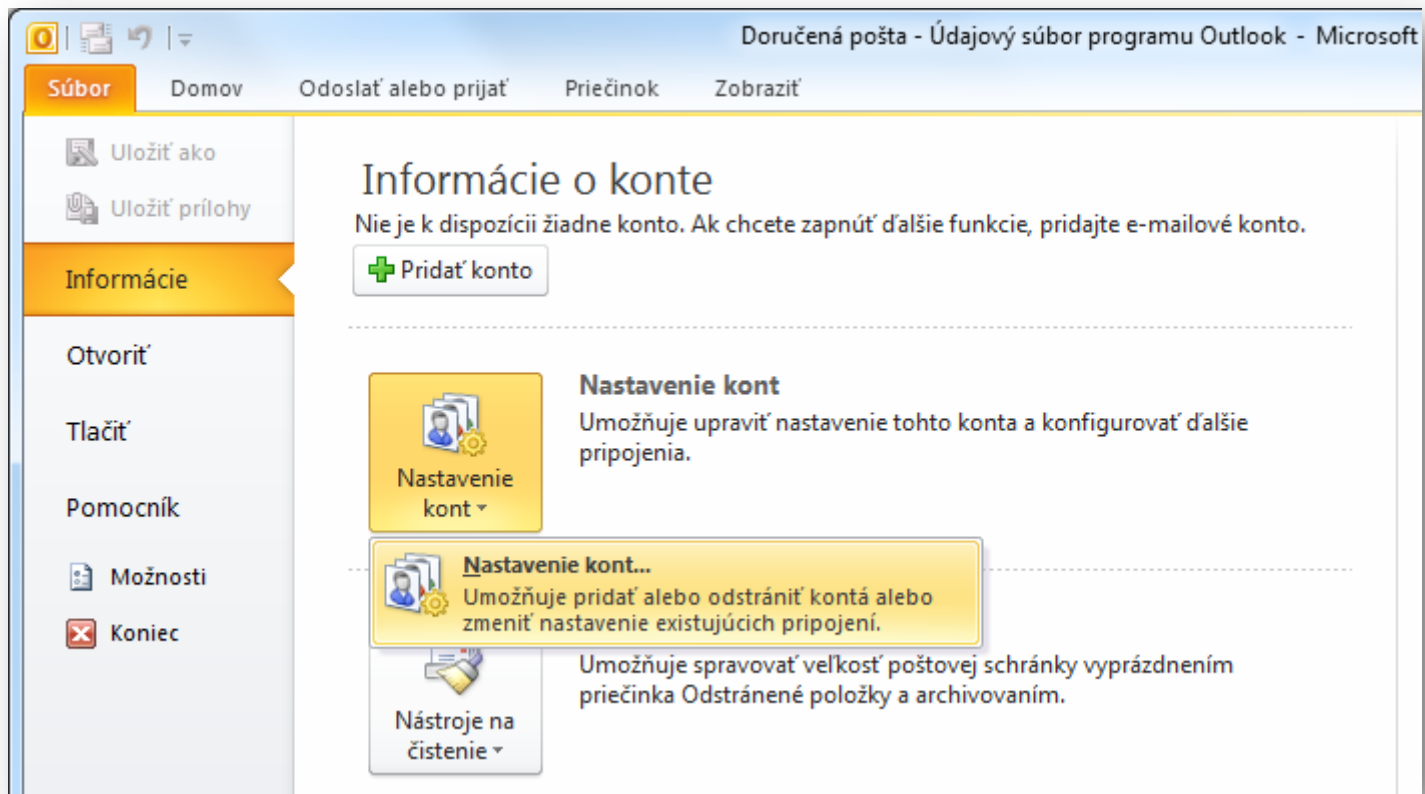 Doručená pošta - Údajový súbor programu Outlook - Microsoft
Súbor Domov Odoslať alebo prijať Priečinok Zobraziť
Uložiť ako
Uložiť prílohy
Informácie
Otvoriť
Tlačiť
Pomocník
Možnosti
Koniec
Informácie o konte
Nie je k dispozícii žiadne konto. Ak chcete zapnúť ďalšie funkcie, pridajte e-mailové konto.
Pridať konto
Nastavenie
kont
Nastavenie kont
Umožňuje upraviť nastavenie tohto konta a konfigurovať ďalšie
pripojenia.
Nastavenie kont...
Umožňuje pridať alebo odstrániť kontá alebo
zmeniť nastavenie existujúcich pripojení.
Nástroje na
čistenie
Umožňuje spravovať veľkosť poštovej schránky vyprázdnením
priečinka Odstránené položky a archivovaním.